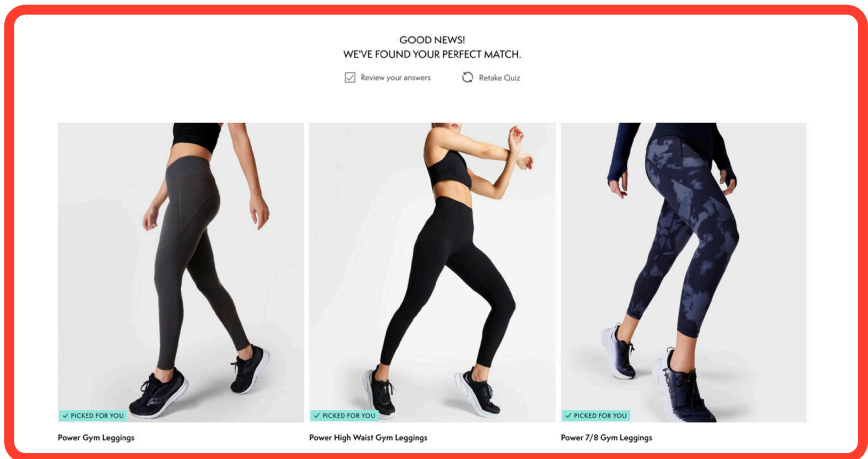 GOOD NEWS!
WE'VE FOUND YOUR PERFECT MATCH.
Review your answers
Retake Quiz
PICKED FOR YOU
PICKED FOR YOU
PICKED FOR YOU
Power Gym Leggings
Power High Waist Gym Leggings
Power 7/8 Gym Leggings